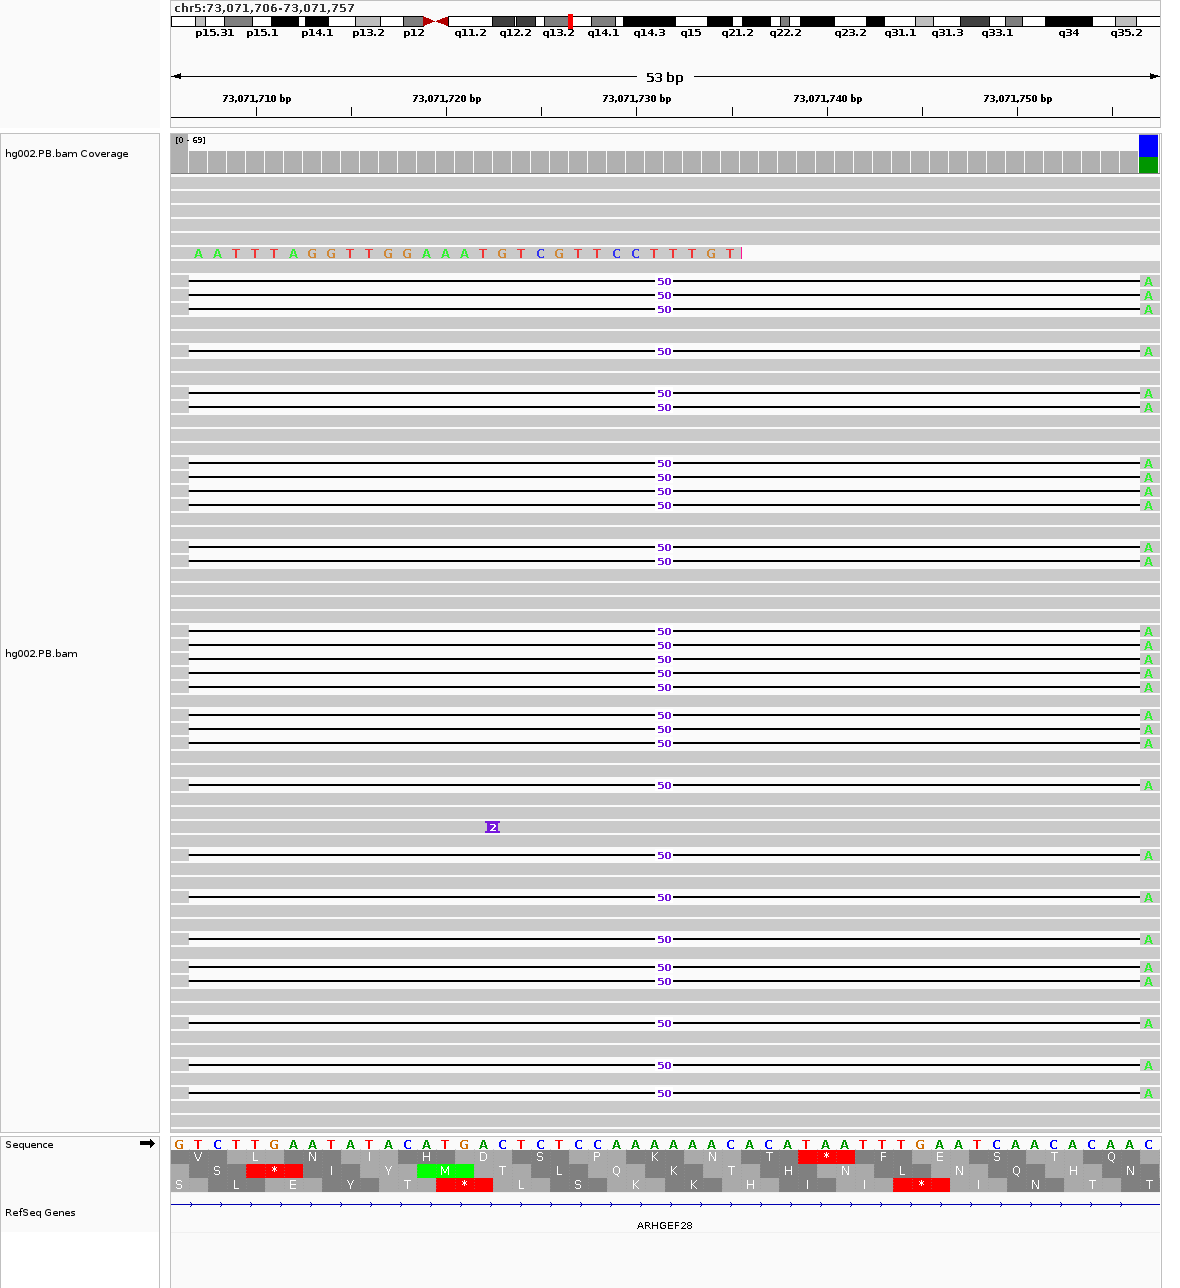 chr5:73,071,706-73,071,757
p15.31 p15.1 p14.1 p13.2 p12 q11.2 q12.2 q13.2 q14.1 q14.3 q15 q21.2 q22.2 q23.2 q31.1 q31.3 q33.1 q34 q35.2
53 bp
73,071,710 bp 73,071,720 bp 73,071,730 bp 73,071,740 bp 73,071,750 bp
[0 - 69]
hg002.PB.bam Coverage
A A T T T A G G T T G G A A A T G T C G T T C C T T T G T
50 A
50 A
50 A
50 A
50 A
50 A
50 A
50 A
50 A
50 A
50 A
50 A
50 A
50 A
hg002.PB.bam
50 A
50 A
50 A
50 A
50 A
50 A
50 A
2
50 A
50 A
50 A
50 A
50 A
50 A
50 A
50 A
Sequence G T C T T G A A T A T A C A T G A C T C T C C A A A A A A C A C A T A A T T T G A A T C A A C A C A A C
V L N I H D S P K N T * F E S T Q
S * I Y M T L Q K T H N L N Q H N
S L E Y T * L S K K H I I * I N T T
RefSeq Genes
ARHGEF28